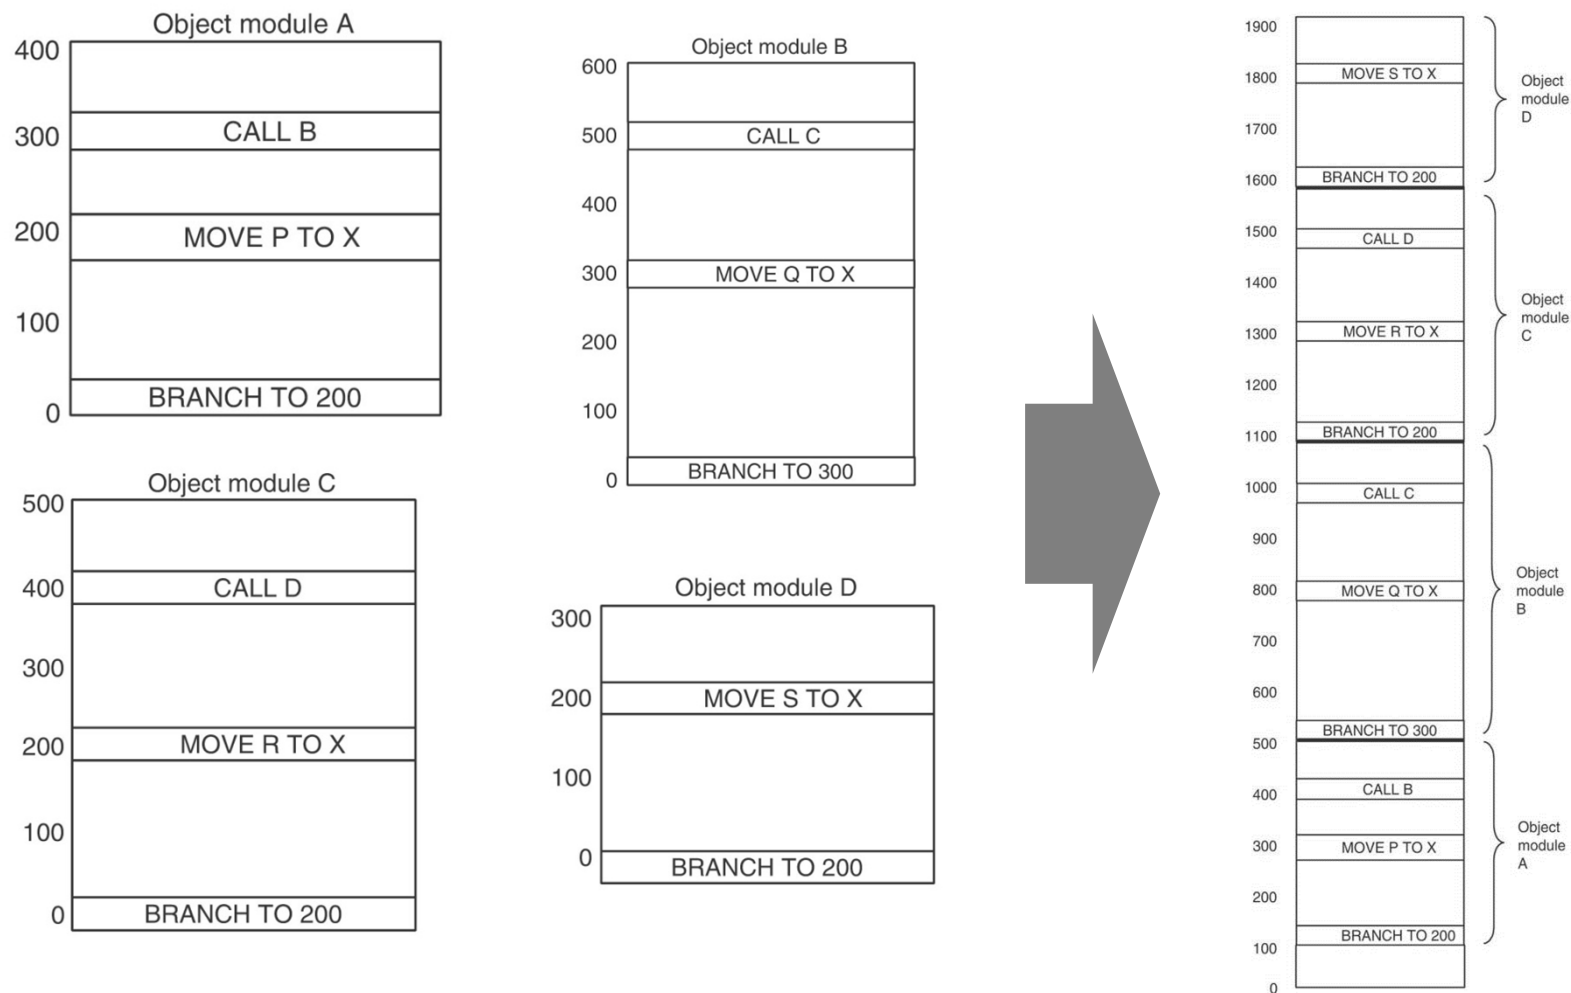 Object module A
400
CALL B
300
200
MOVE P TO X
100
BRANCH TO 200
0
Object module B
600
500
CALL C
400
300
MOVE Q TO X
200
100
BRANCH TO 300
0
Object module C
500
400
CALL D
300
200
MOVE R TO X
100
0
BRANCH TO 200
Object module D
300
200
MOVE S TO X
100
0
BRANCH TO 200
1900
1800
MOVE S TO X
1700
BRANCH TO 200
1600
Object
module
D
1500
CALL D
1400
1300
MOVE R TO X
1200
BRANCH TO 200
1100
Object
module
C
1000
CALL C
900
800
MOVE Q TO X
700
600
BRANCH TO 300
Object
module
B
500
400
CALL B
300
MOVE P TO X
200
BRANCH TO 200
100
0
Object
module
A